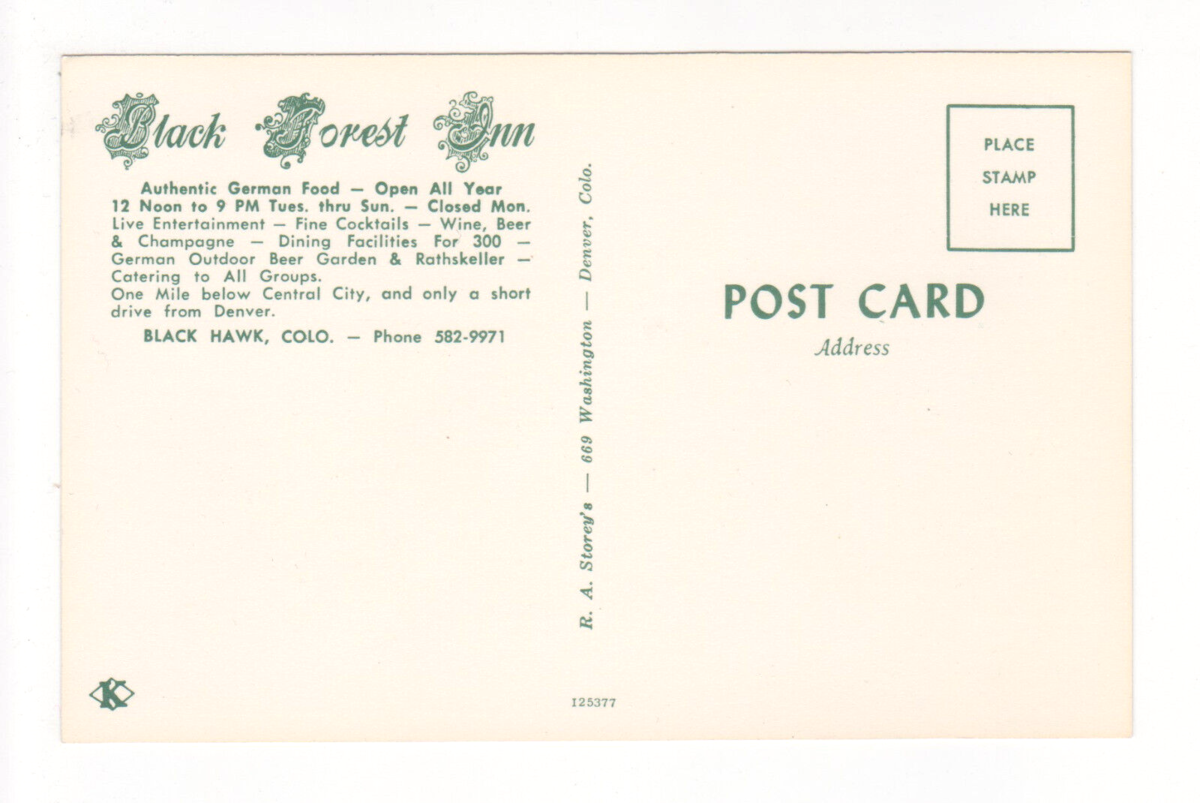 Black Forest Inn
Authentic German Food — Open All Year
12 Noon to 9 PM Tues. thru Sun. — Closed Mon.
Live Entertainment — Fine Cocktails — Wine, Beer
& Champagne — Dining Facilities For 300 —
German Outdoor Beer Garden & Rathskeller —
Catering to All Groups.
One Mile below Central City, and only a short
drive from Denver.
BLACK HAWK, COLO. — Phone 582-9971
K
R. A. Storey's — 669 Washington — Denver, Colo.
125377
PLACE
STAMP
HERE
POST CARD
Address